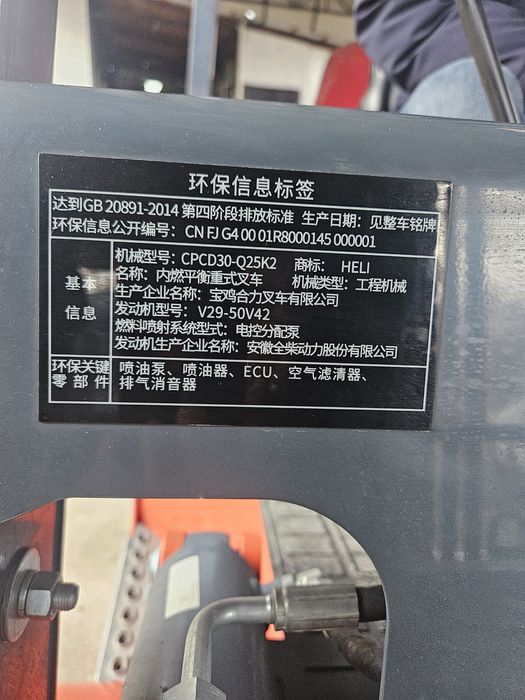 环保信息标签
达到GB 20891-2014 第四阶段排放标准 生产日期：见整车铭牌
环保信息公开编号：CN FJ G4 00 01R8000145 000001
基本信息
机械型号：CPCD30-Q25K2 商标： HELI
名称：内燃平衡重式叉车 机械类型：工程机械
生产企业名称：宝鸡合力叉车有限公司
发动机型号：V29-50V42
燃料喷射系统型式：电控分配泵
发动机生产企业名称：安徽全柴动力股份有限公司
环保关键零部件
喷油泵、喷油器、ECU、空气滤清器、
排气消音器